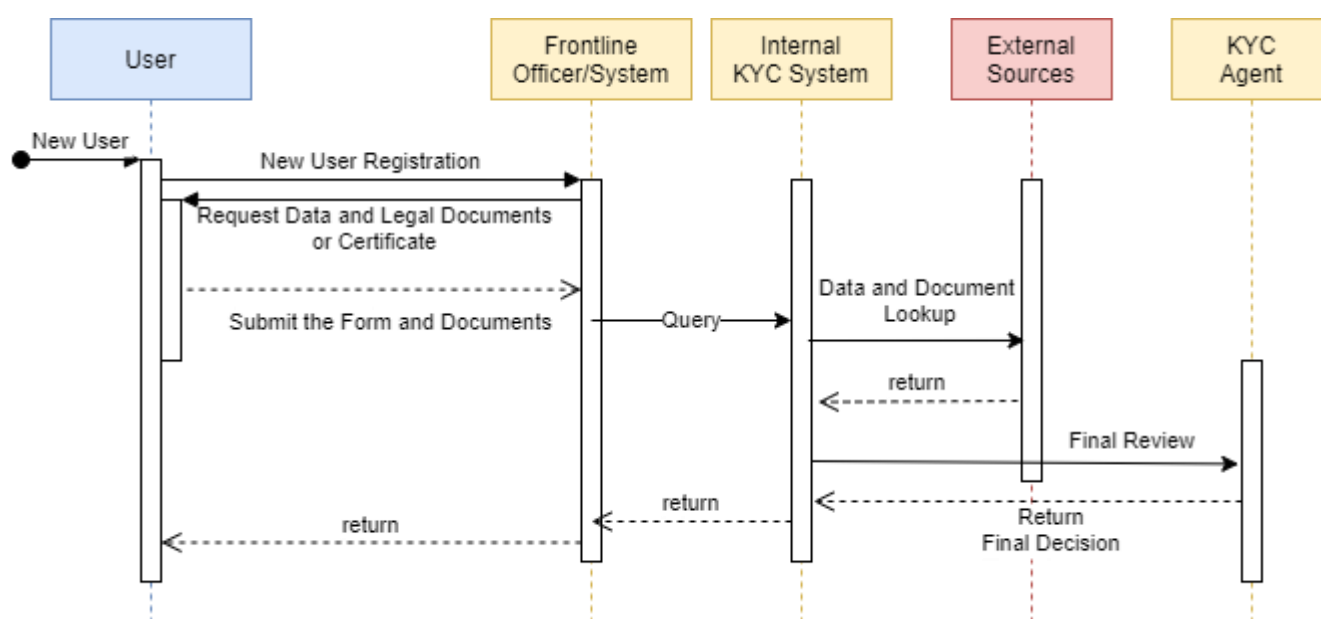 User
Frontline
Officer/System
Internal
KYC System
External
Sources
KYC
Agent
New User
New User Registration
Request Data and Legal Documents
or Certificate
Submit the Form and Documents
Query
Data and Document
Lookup
return
Final Review
Return
Final Decision
return
return